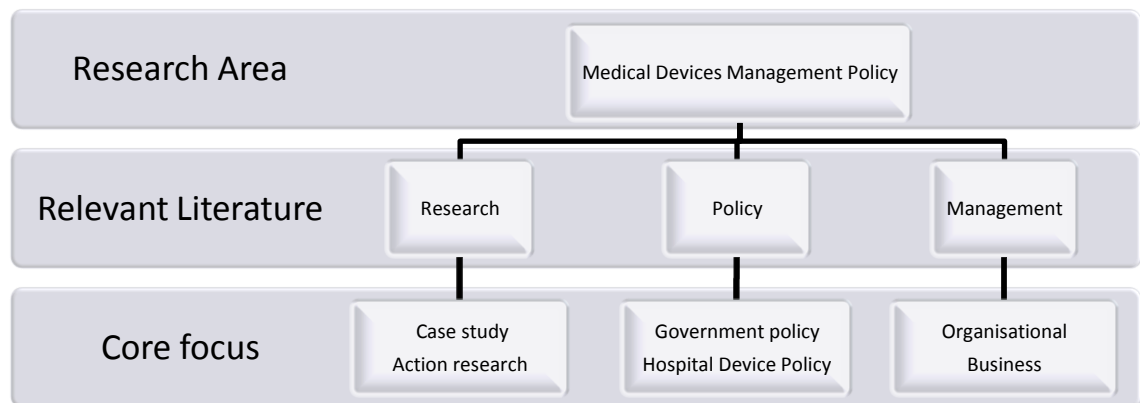 Research Area
Medical Devices Management Policy
Relevant Literature
Research
Policy
Management
Core focus
Case study
Action research
Government policy
Hospital Device Policy
Organisational
Business